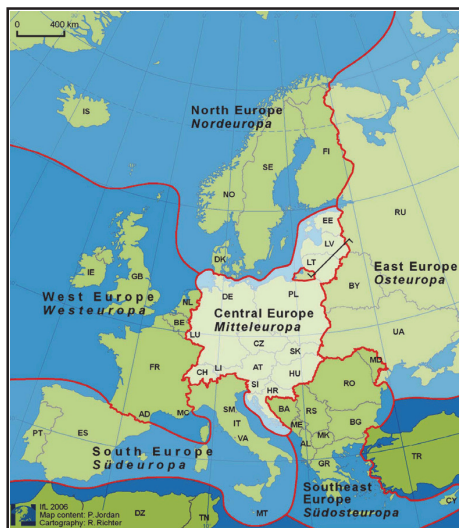 0 400 km
IS
North Europe
Nordeuropa
FI
SE
NO
RU
EE
LV
DK
LT
IE
GB
BY
East Europe
Osteuropa
NL
DE
PL
West Europe
Westeuropa
Central Europe
Mitteleuropa
BE
LU
CZ
UA
SK
FR
CH
LI
AT
HU
MD
SI
HR
RO
BA
RS
AD
MC
SM
IT
ME
BG
PT
ES
VA
AL
MK
South Europe
Südeuropa
GR
TR
Southeast
Europe
Südosteuropa
IfL 2006
Map content: P.Jordan
Cartography: R. Richter
DZ
TN
MT
CY